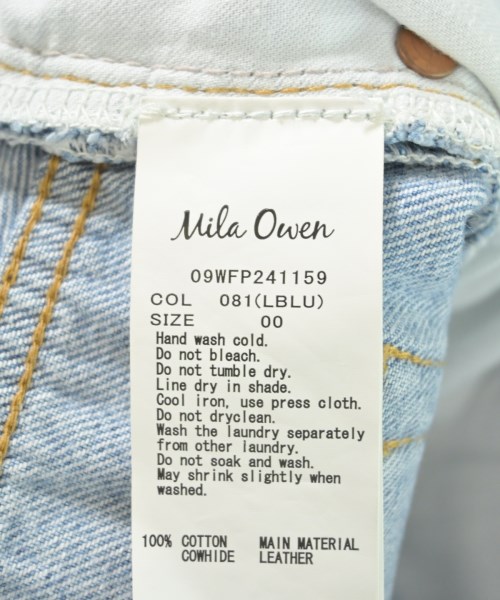 Mila Owen
09WFP241159
COL 081(LBLU)
SIZE 00
Hand wash cold.
Do not bleach.
Do not tumble dry.
Line dry in shade.
Cool iron, use press cloth.
Do not dryclean.
Wash the laundry separately
from other laundry.
Do not soak and wash.
May shrink slightly when
washed.
100% COTTON MAIN MATERIAL
COWHIDE LEATHER